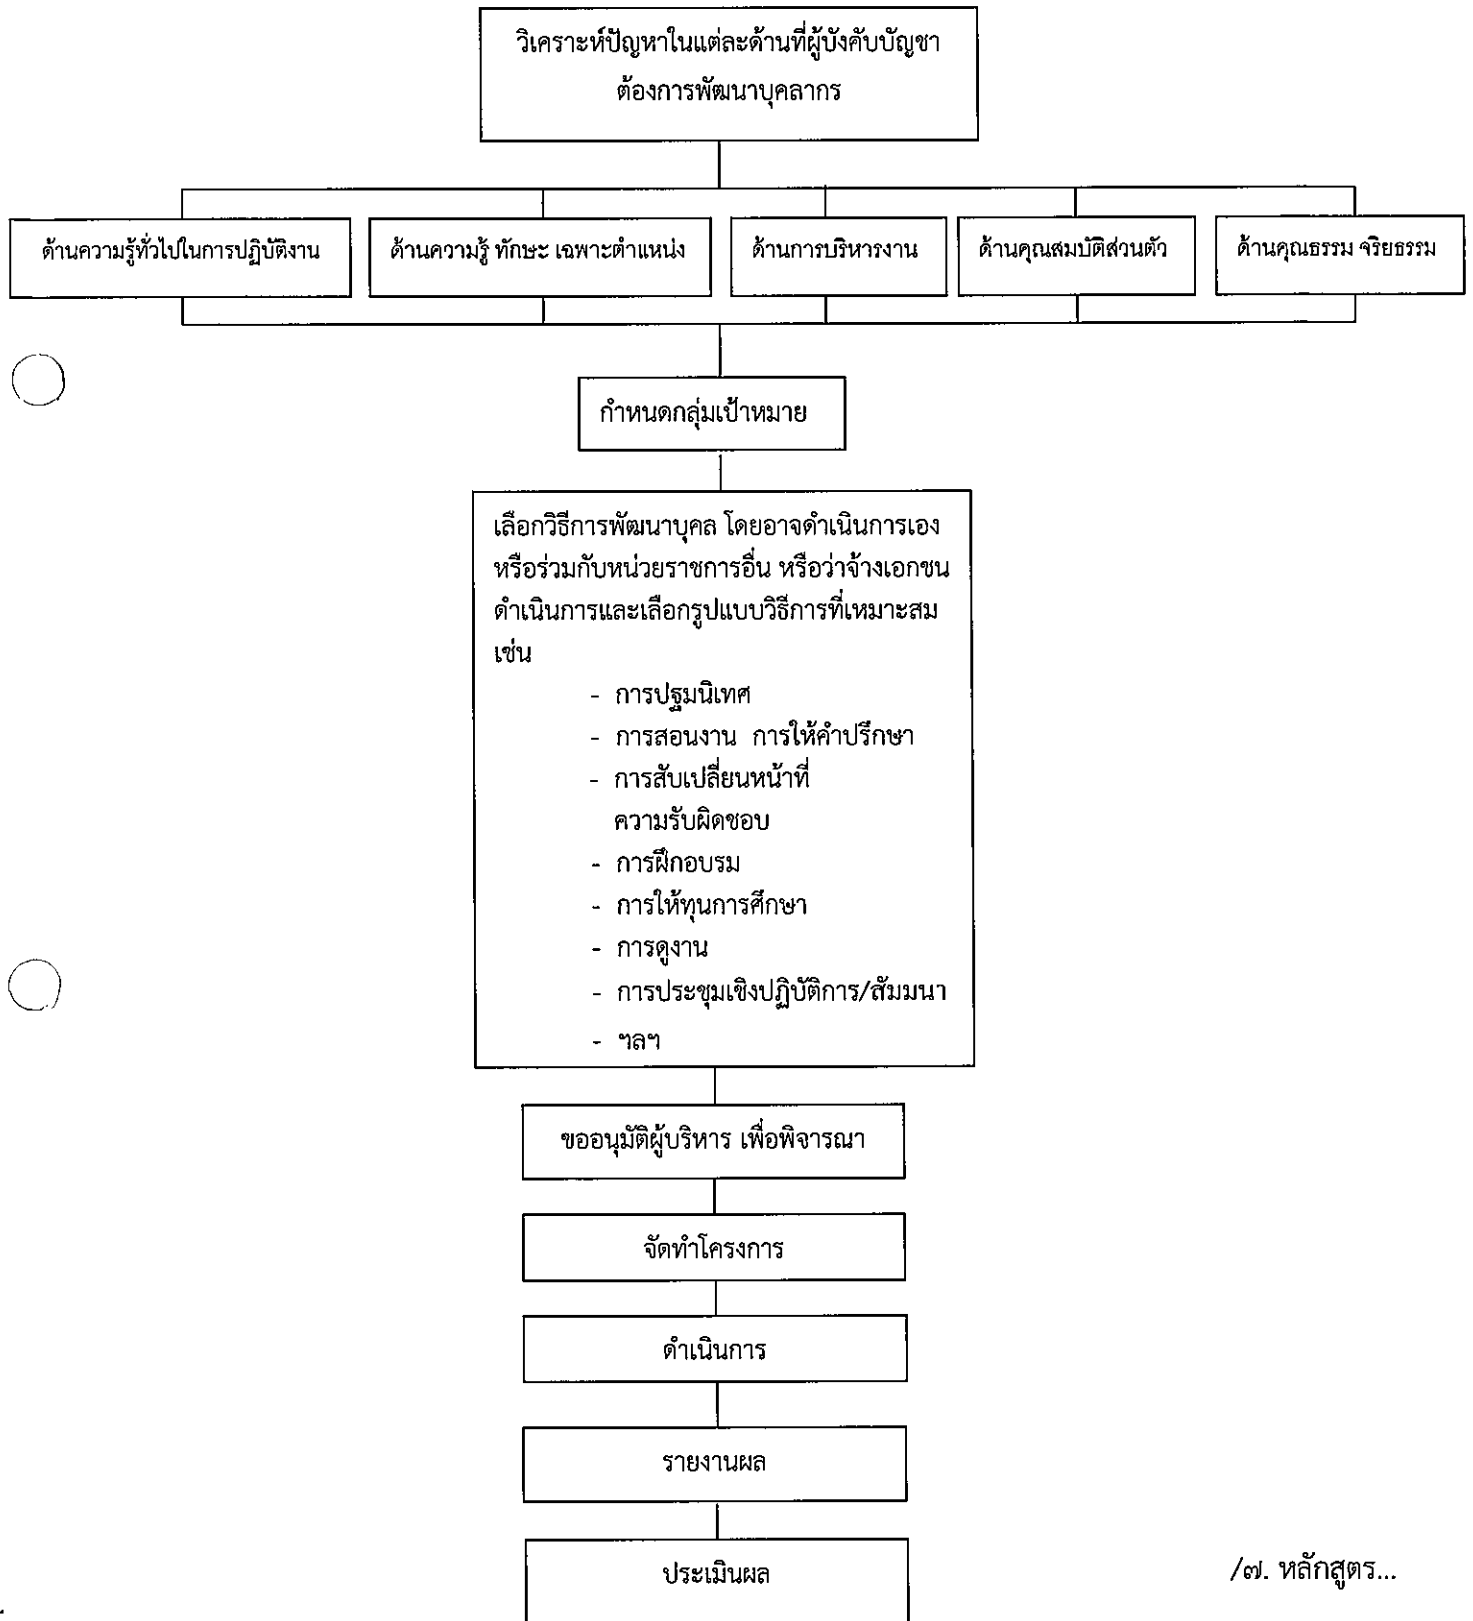 วิเคราะห์ปัญหาในแต่ละด้านที่ผู้บังคับบัญชา
ต้องการพัฒนาบุคลากร
ด้านความรู้ทั่วไปในการปฏิบัติงาน
ด้านความรู้ ทักษะ เฉพาะตำแหน่ง
ด้านการบริหารงาน
ด้านคุณสมบัติส่วนตัว
ด้านคุณธรรม จริยธรรม
กำหนดกลุ่มเป้าหมาย
เลือกวิธีการพัฒนาบุคคล โดยอาจดำเนินการเอง
หรือร่วมกับหน่วยราชการอื่น หรือว่าจ้างเอกชน
ดำเนินการและเลือกรูปแบบวิธีการที่เหมาะสม
เช่น
- การปฐมนิเทศ
- การสอนงาน การให้คำปรึกษา
- การสับเปลี่ยนหน้าที่
ความรับผิดชอบ
- การฝึกอบรม
- การให้ทุนการศึกษา
- การดูงาน
- การประชุมเชิงปฏิบัติการ/สัมมนา
- ฯลฯ
ขออนุมัติผู้บริหาร เพื่อพิจารณา
จัดทำโครงการ
ดำเนินการ
รายงานผล
ประเมินผล
/๗. หลักสูตร...